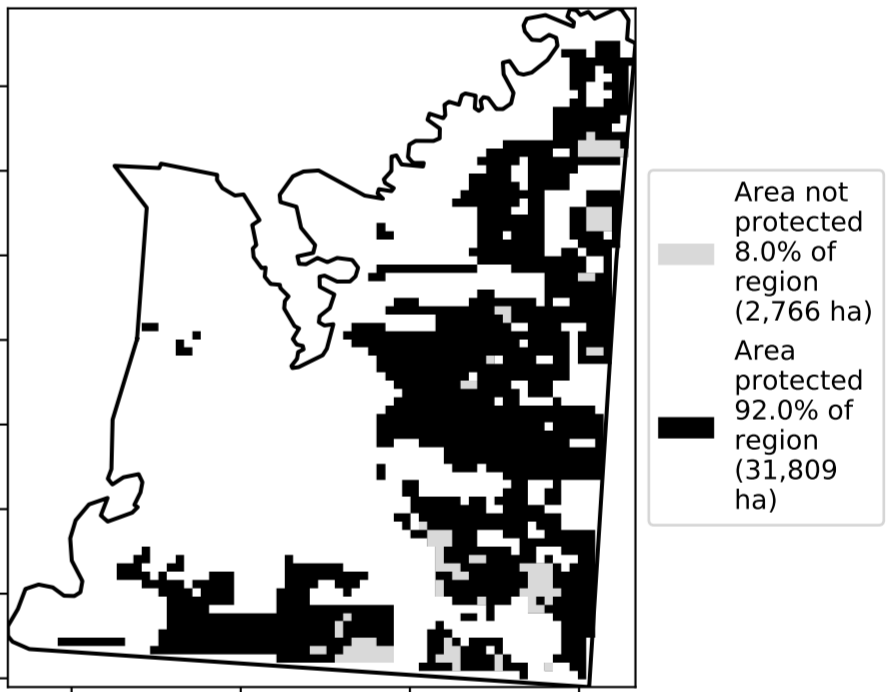 Area not
protected
8.0% of
region
(2,766 ha)
Area
protected
92.0% of
region
(31,809
ha)